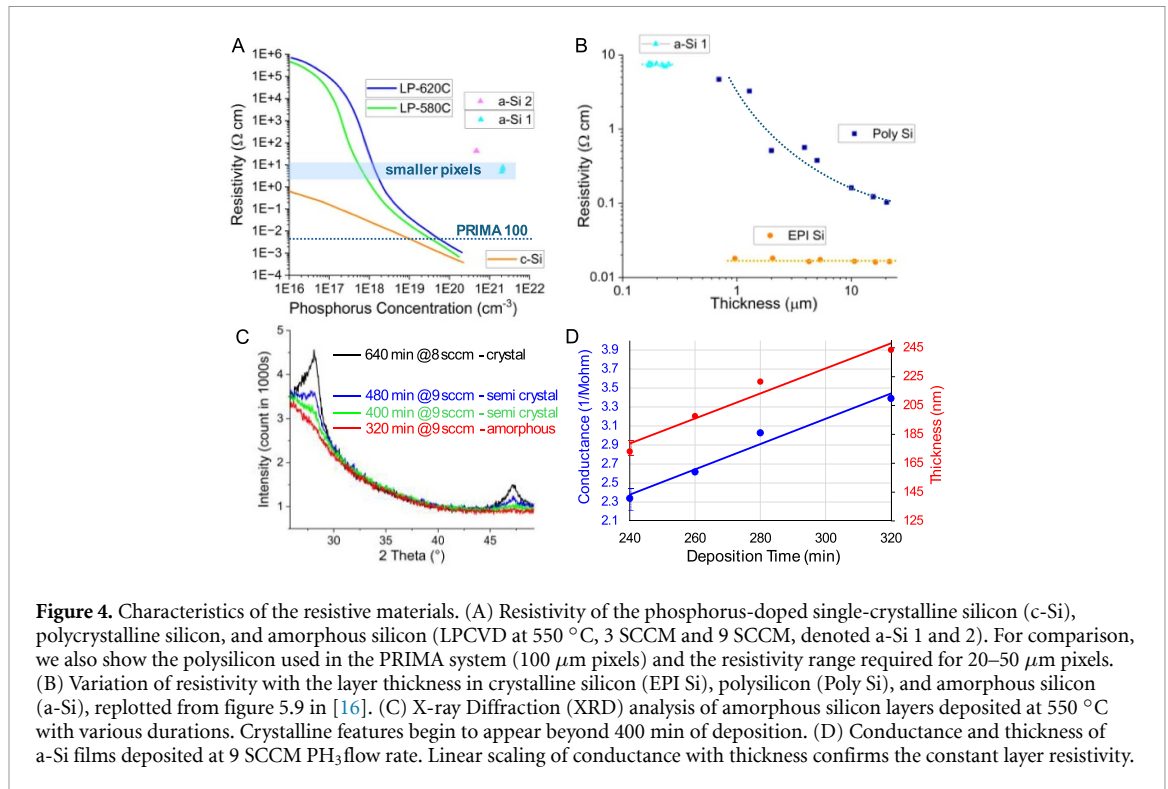 A
1E+6
1E+5
1E+4
1E+3
1E+2
1E+1
1E+0
1E−1
1E−2
1E−3
1E−4
Resistivity (Ω cm)
LP-620C
LP-580C
a-Si 2
a-Si 1
smaller pixels
PRIMA 100
c-Si
1E16 1E17 1E18 1E19 1E20 1E21 1E22
Phosphorus Concentration (cm-3)
B
a-Si 1
10
1
0.1
0.01
Resistivity (Ω cm)
Poly Si
EPI Si
0.1 1 10
Thickness (μm)
C
5
4
3
2
1
Intensity (count in 1000s)
640 min @8 sccm - crystal
480 min @9 sccm - semi crystal
400 min @9 sccm - semi crystal
320 min @9 sccm - amorphous
30 35 40 45
2 Theta (°)
D
3.9
3.7
3.5
3.3
3.1
2.9
2.7
2.5
2.3
2.1
Conductance (1/Mohm)
245
225
205
185
165
145
125
Thickness (nm)
240 260 280 300 320
Deposition Time (min)
Figure 4. Characteristics of the resistive materials. (A) Resistivity of the phosphorus-doped single-crystalline silicon (c-Si),
polycrystalline silicon, and amorphous silicon (LPCVD at 550 °C, 3 SCCM and 9 SCCM, denoted a-Si 1 and 2). For comparison,
we also show the polysilicon used in the PRIMA system (100 μm pixels) and the resistivity range required for 20–50 μm pixels.
(B) Variation of resistivity with the layer thickness in crystalline silicon (EPI Si), polysilicon (Poly Si), and amorphous silicon
(a-Si), replotted from figure 5.9 in [16]. (C) X-ray Diffraction (XRD) analysis of amorphous silicon layers deposited at 550 °C
with various durations. Crystalline features begin to appear beyond 400 min of deposition. (D) Conductance and thickness of
a-Si films deposited at 9 SCCM PH3flow rate. Linear scaling of conductance with thickness confirms the constant layer resistivity.